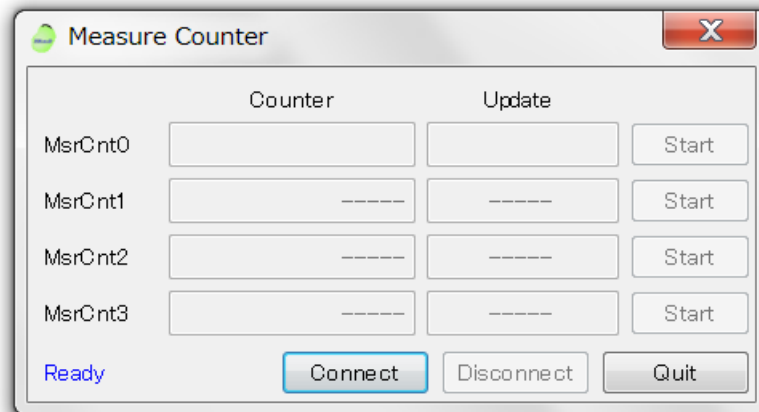 Measure Counter
Counter Update
MsrCnt0 Start
MsrCnt1 ----- ----- Start
MsrCnt2 ----- ----- Start
MsrCnt3 ----- ----- Start
Ready Connect Disconnect Quit